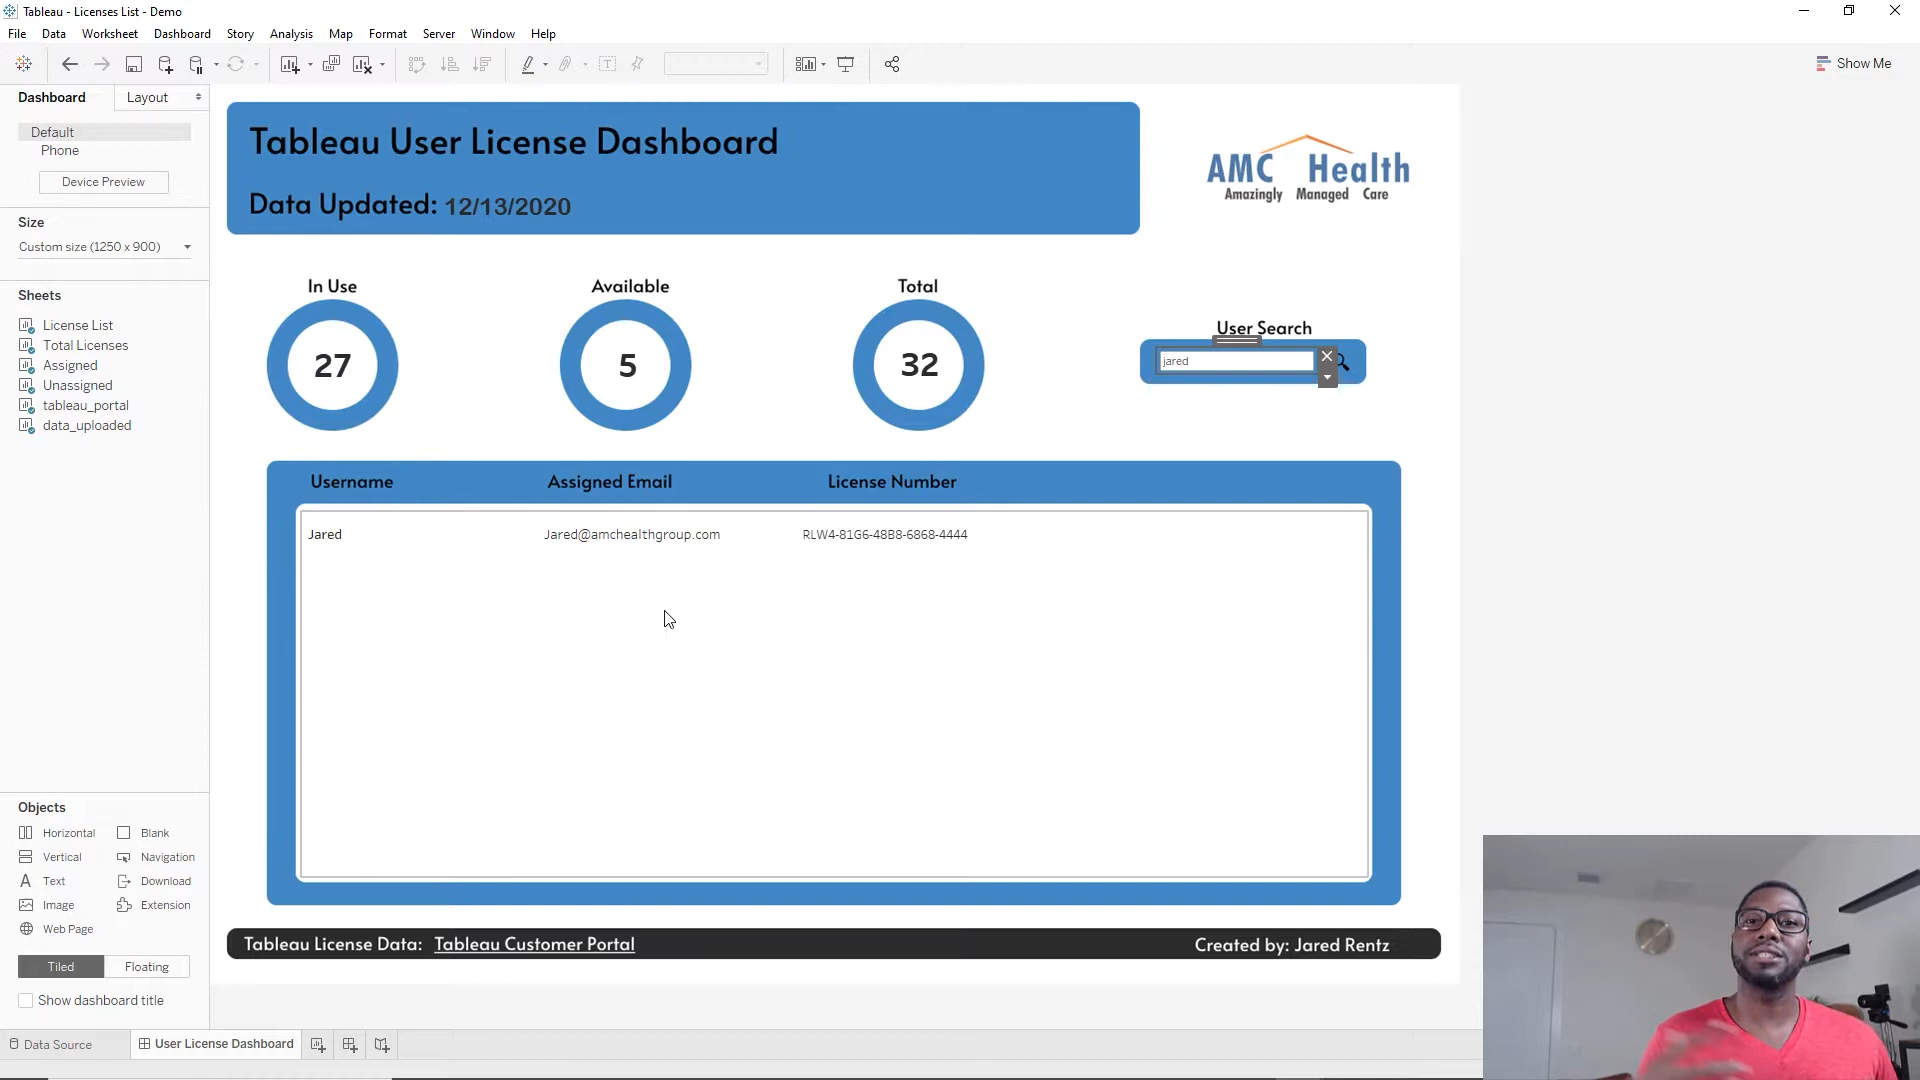 Tableau - Licenses List - Demo
File Data Worksheet Dashboard Story Analysis Map Format Server Window Help
Show Me
Dashboard Layout
Default
Phone
Device Preview
Size
Custom size (1250 x 900)
Sheets
License List
Total Licenses
Assigned
Unassigned
tableau_portal
data_uploaded
Objects
Horizontal Blank
Vertical Navigation
Text Download
Image Extension
Web Page
Tiled Floating
Show dashboard title
Tableau User License Dashboard
Data Updated: 12/13/2020
AMC Health
Amazingly Managed Care
In Use Available Total
27 5 32
User Search
jared
Username Assigned Email License Number
Jared Jared@amchealthgroup.com RLW4-81G6-48B8-6868-4444
Tableau License Data: Tableau Customer Portal Created by: Jared Rentz
Data Source User License Dashboard